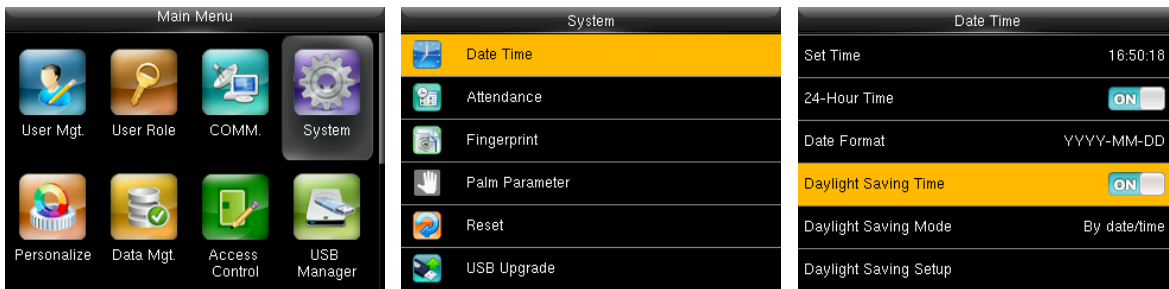 Main Menu
User Mgt.
User Role
COMM.
System
Personalize
Data Mgt.
Access
Control
USB
Manager
System
Date Time
Attendance
Fingerprint
Palm Parameter
Reset
USB Upgrade
Date Time
Set Time 16:50:18
24-Hour Time ON
Date Format YYYY-MM-DD
Daylight Saving Time ON
Daylight Saving Mode By date/time
Daylight Saving Setup